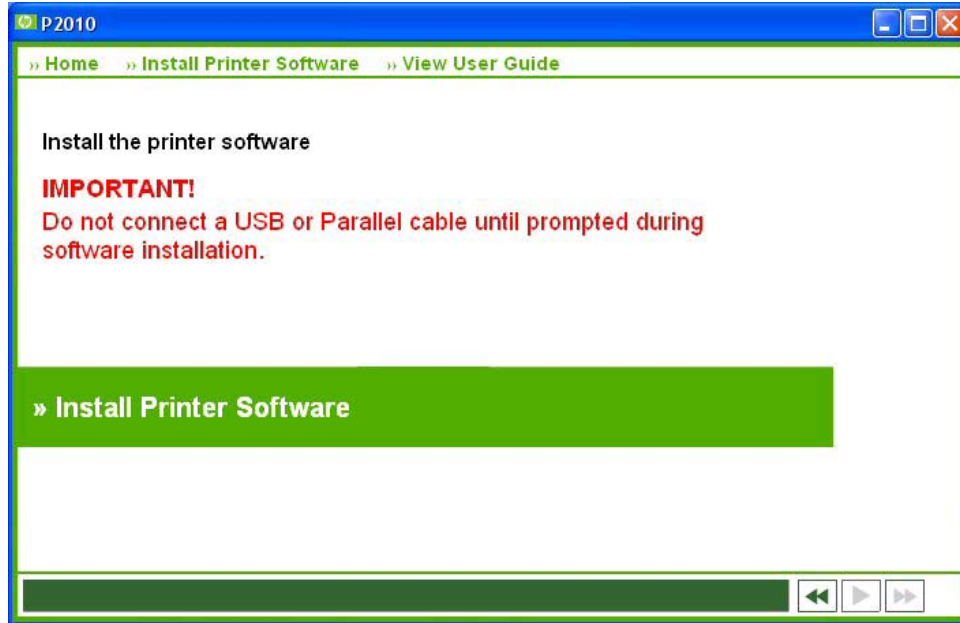 P2010
» Home » Install Printer Software » View User Guide
Install the printer software
IMPORTANT!
Do not connect a USB or Parallel cable until prompted during
software installation.
» Install Printer Software